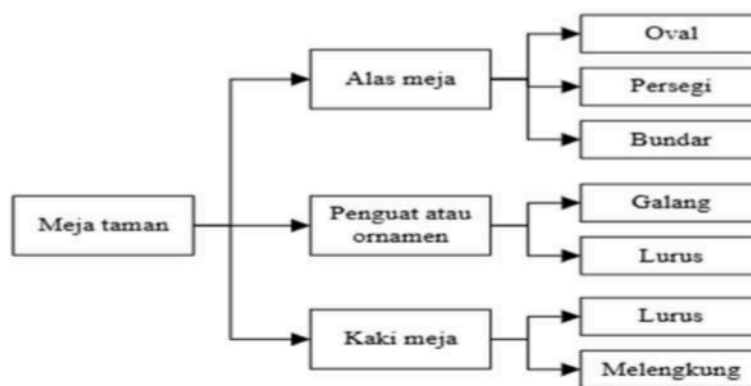 Meja taman
Alas meja
Oval
Persegi
Bundar
Penguat atau
ornamen
Galang
Lurus
Kaki meja
Lurus
Melengkung